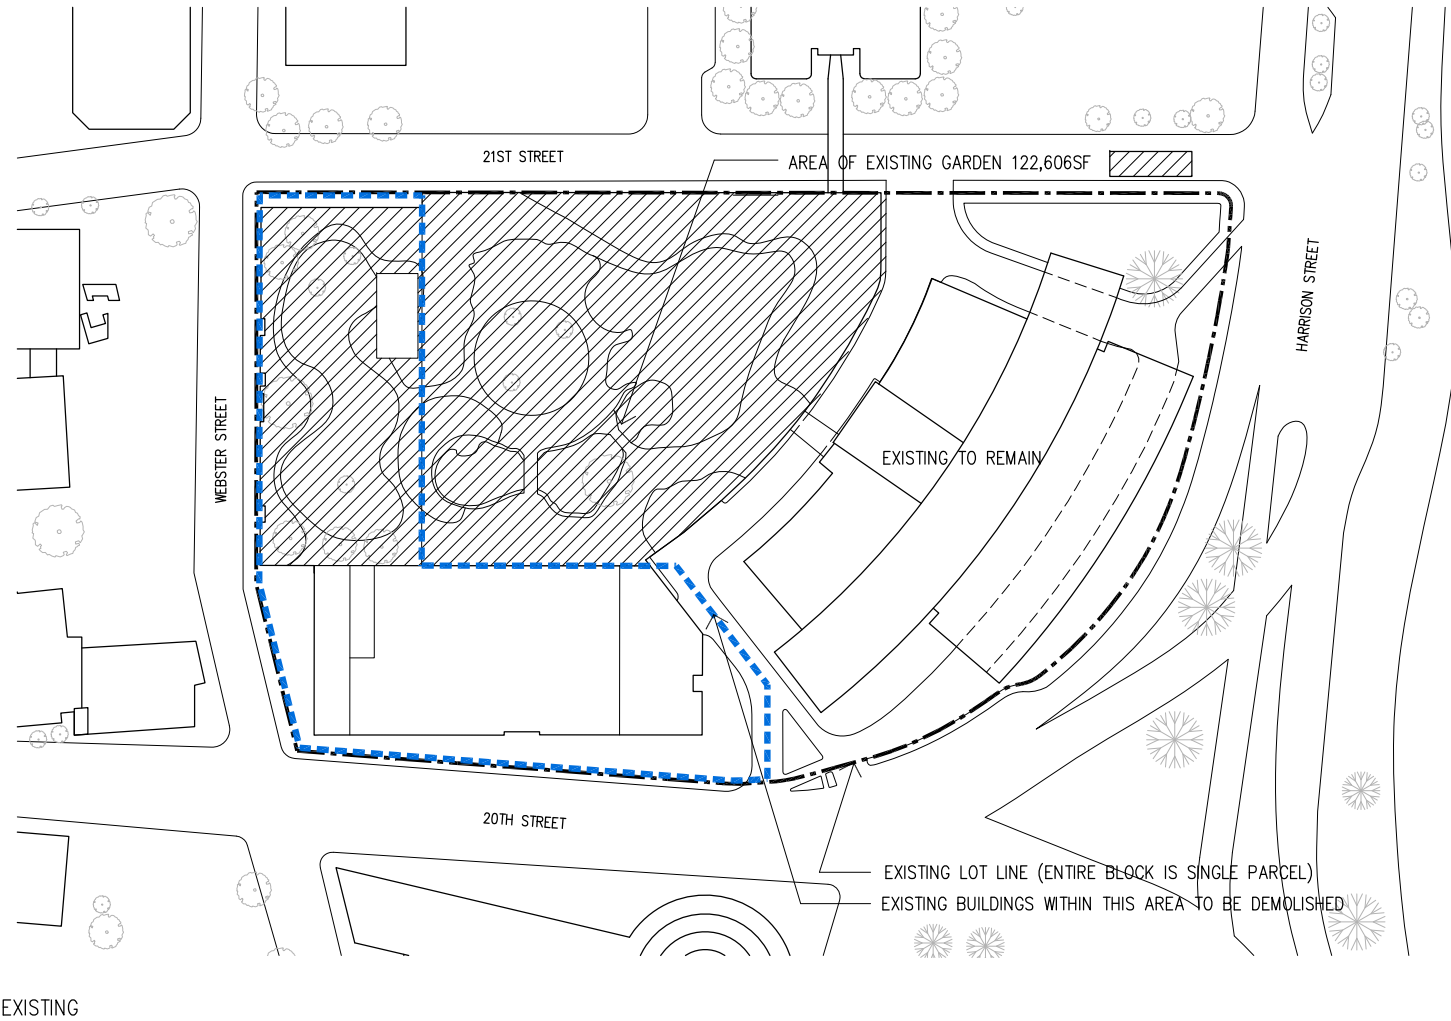 21ST STREET
AREA OF EXISTING GARDEN 122,606SF
HARRISON STREET
WEBSTER STREET
EXISTING TO REMAIN
20TH STREET
EXISTING LOT LINE (ENTIRE BLOCK IS SINGLE PARCEL)
EXISTING BUILDINGS WITHIN THIS AREA TO BE DEMOLISHED
EXISTING